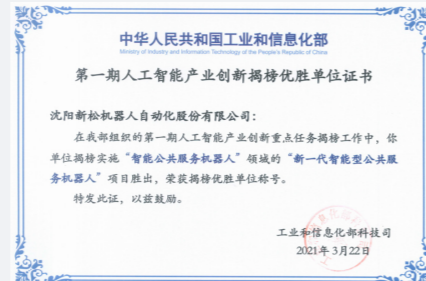 中华人民共和国工业和信息化部
Ministry of Industry and Information Technology of the People's Republic of China
第一期人工智能产业创新揭榜优胜单位证书
沈阳新松机器人自动化股份有限公司：
在我部组织的第一期人工智能产业创新重点任务揭榜工作中，你
单位揭榜实施“智能公共服务机器人”领域的“新一代智能型公共服
务机器人”项目胜出，荣获揭榜优胜单位称号。
特发此证，以兹鼓励。
工业和信息化部科技司
2021年3月22日